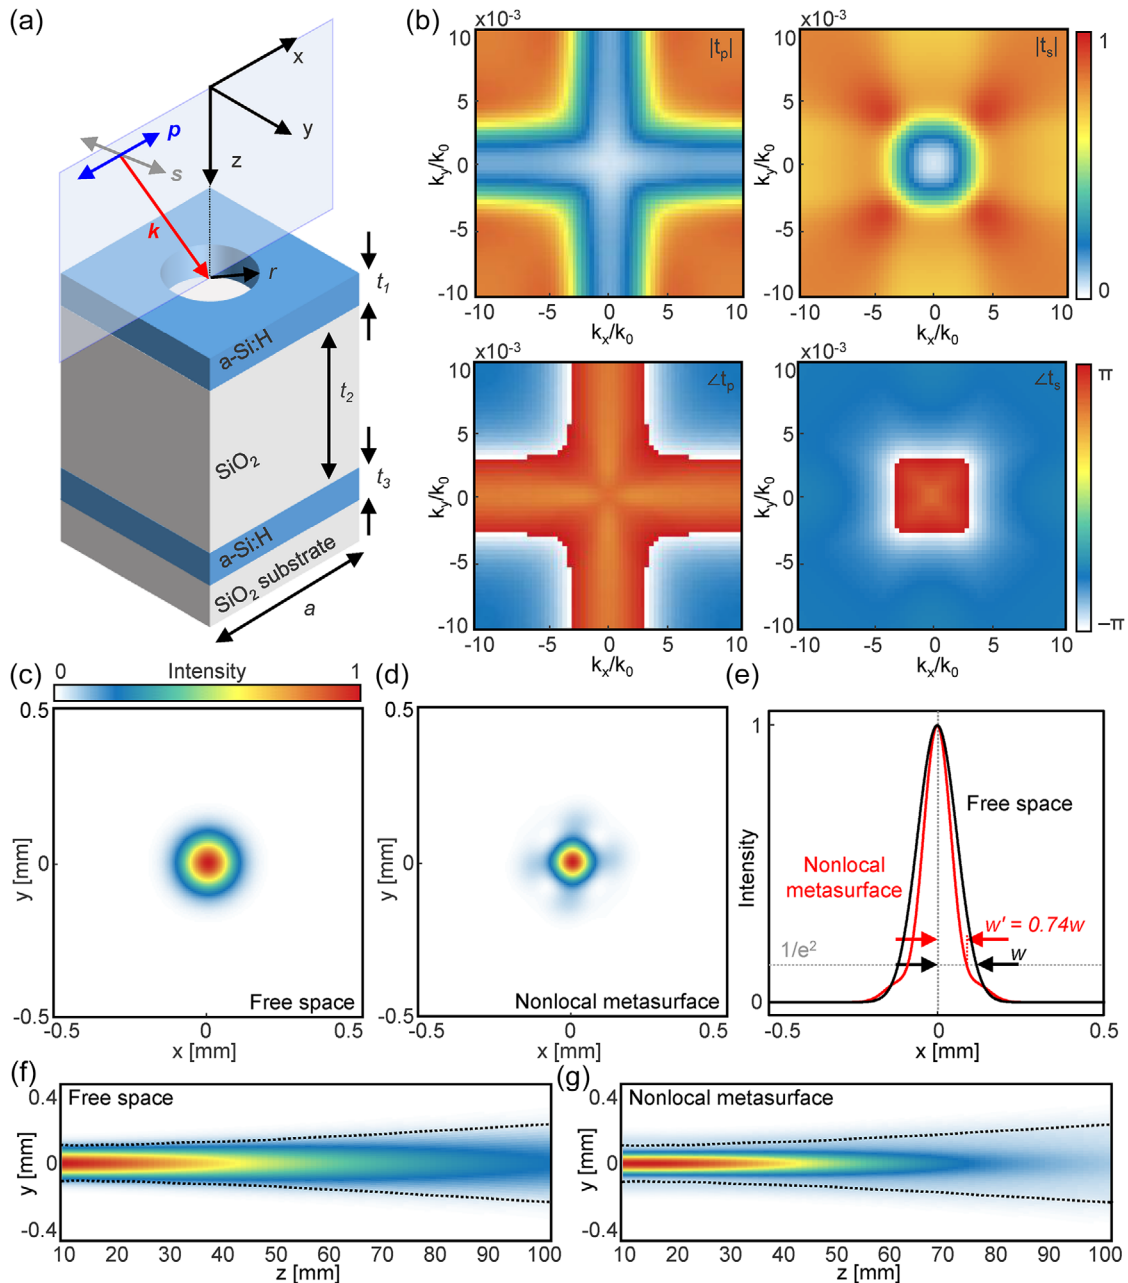 (a)
x
y
z
p
s
k
r
t1
a-Si:H
t2
SiO2
t3
a-Si:H
SiO2 substrate
a
(b)
x10-3
10
5
0
-5
-10
ky/k0
|tp|
-10 -5 0 5 10
kx/k0
x10-3
10
5
0
-5
-10
ky/k0
|ts|
-10 -5 0 5 10
kx/k0
1
0
x10-3
10
5
0
-5
-10
ky/k0
∠tp
-10 -5 0 5 10
kx/k0
x10-3
10
5
0
-5
-10
ky/k0
∠ts
-10 -5 0 5 10
kx/k0
π
−π
(c)
0 Intensity 1
0.5
0
-0.5
y [mm]
Free space
-0.5 0 0.5
x [mm]
(d)
0.5
0
-0.5
y [mm]
Nonlocal metasurface
-0.5 0 0.5
x [mm]
(e)
1
Intensity
1/e2
0
Free space
Nonlocal
metasurface
w' = 0.74w
w
-0.5 0 0.5
x [mm]
(f)
0.4
0
-0.4
y [mm]
Free space
10 20 30 40 50 60 70 80 90 100
z [mm]
(g)
0.4
0
-0.4
y [mm]
Nonlocal metasurface
10 20 30 40 50 60 70 80 90 100
z [mm]